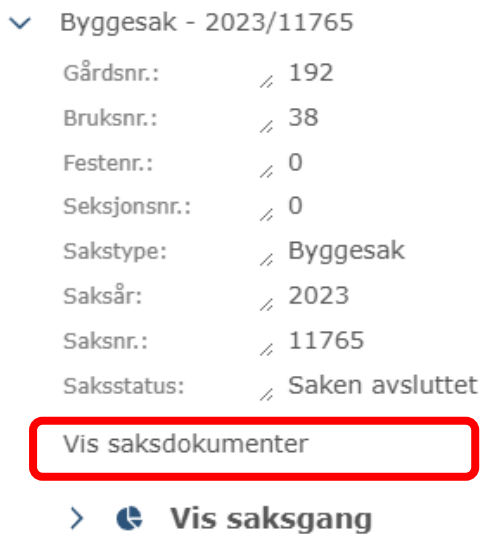 Byggesak - 2023/11765
Gårdsnr.: 192
Bruksnr.: 38
Festenr.: 0
Seksjonsnr.: 0
Sakstype: Byggesak
Saksår: 2023
Saksnr.: 11765
Saksstatus: Saken avsluttet
Vis saksdokumenter
Vis saksgang